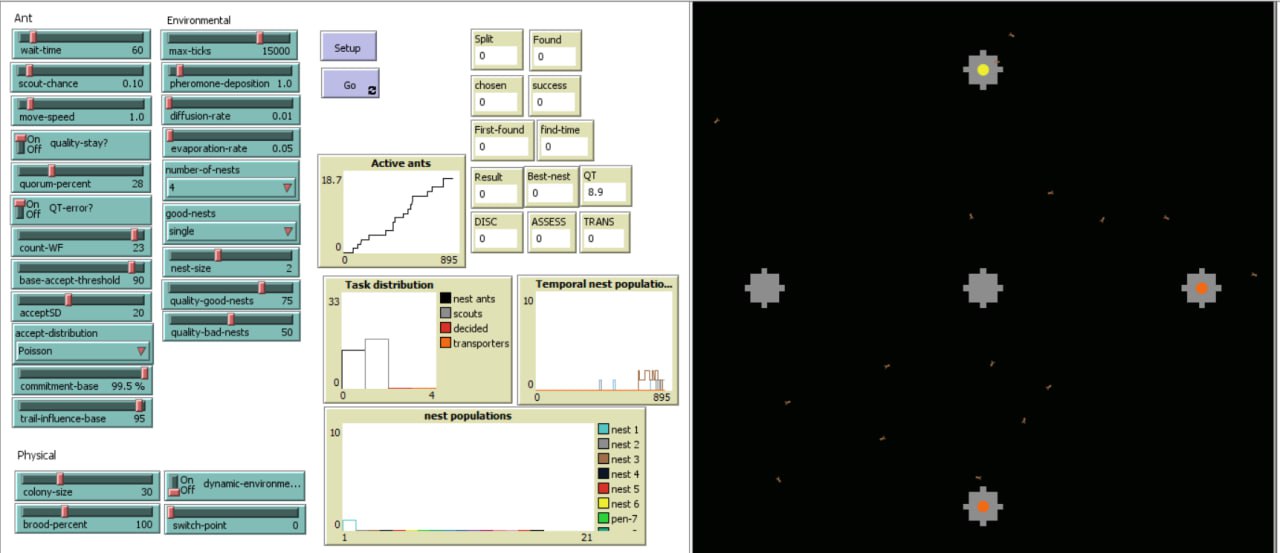 Ant
wait-time 60
scout-chance 0.10
move-speed 1.0
On
Off
quality-stay?
quorum-percent 28
On
Off
QT-error?
count-WF 23
base-accept-threshold 90
acceptSD 20
accept-distribution
Poisson
commitment-base 99.5 %
trail-influence-base 95
Physical
colony-size 30
brood-percent 100
Environmental
max-ticks 15000
pheromone-deposition 1.0
diffusion-rate 0.01
evaporation-rate 0.05
number-of-nests
4
good-nests
single
nest-size 2
quality-good-nests 75
quality-bad-nests 50
On
Off
dynamic-environme...
switch-point 0
Setup
Go
Split
0
Found
0
chosen
0
success
0
First-found
0
find-time
0
Result
0
Best-nest
0
QT
8.9
DISC
0
ASSESS
0
TRANS
0
Active ants
18.7
0
0 895
Task distribution
33
0
0 4
nest ants
scouts
decided
transporters
Temporal nest populatio...
10
0
0 895
nest populations
10
0
1 21
nest 1
nest 2
nest 3
nest 4
nest 5
nest 6
pen-7